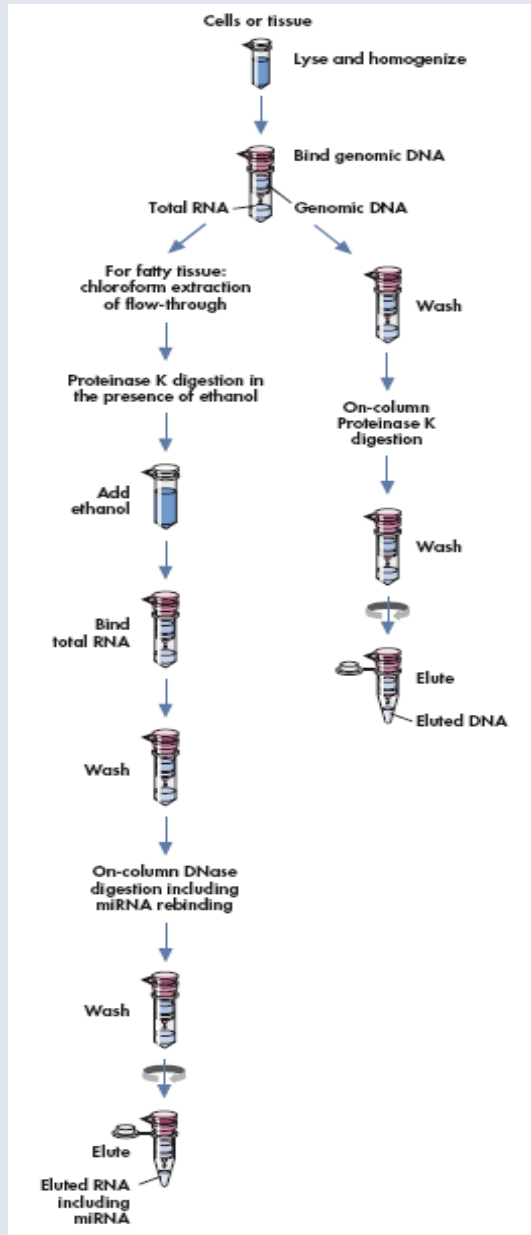 Cells or tissue
Lyse and homogenize
Bind genomic DNA
Total RNA
Genomic DNA
For fatty tissue:
chloroform extraction
of flow-through
Proteinase K digestion in
the presence of ethanol
Add
ethanol
Bind
total RNA
Wash
On-column DNase
digestion including
miRNA rebinding
Wash
Elute
Eluted RNA
including
miRNA
Wash
On-column
Proteinase K
digestion
Wash
Elute
Eluted DNA